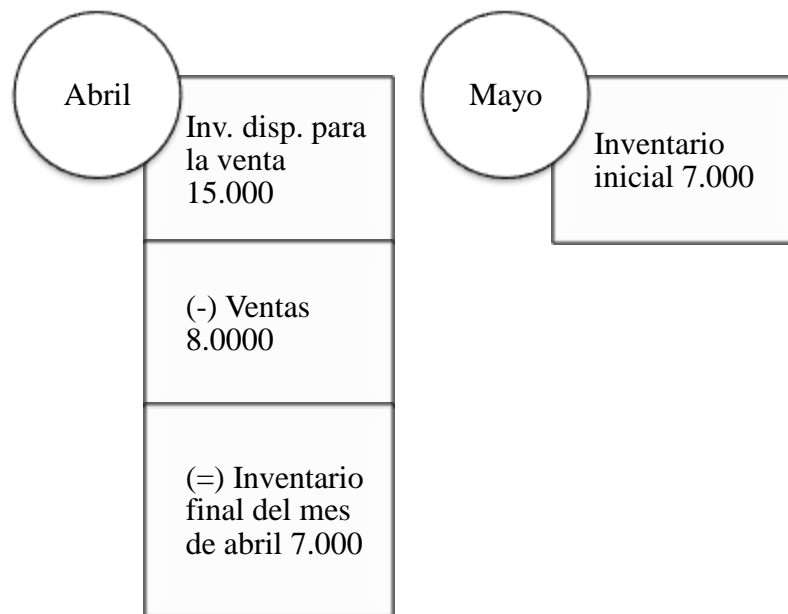 Abril
Inv. disp. para
la venta
15.000
(-) Ventas
8.0000
(=) Inventario
final del mes
de abril 7.000
Mayo
Inventario
inicial 7.000